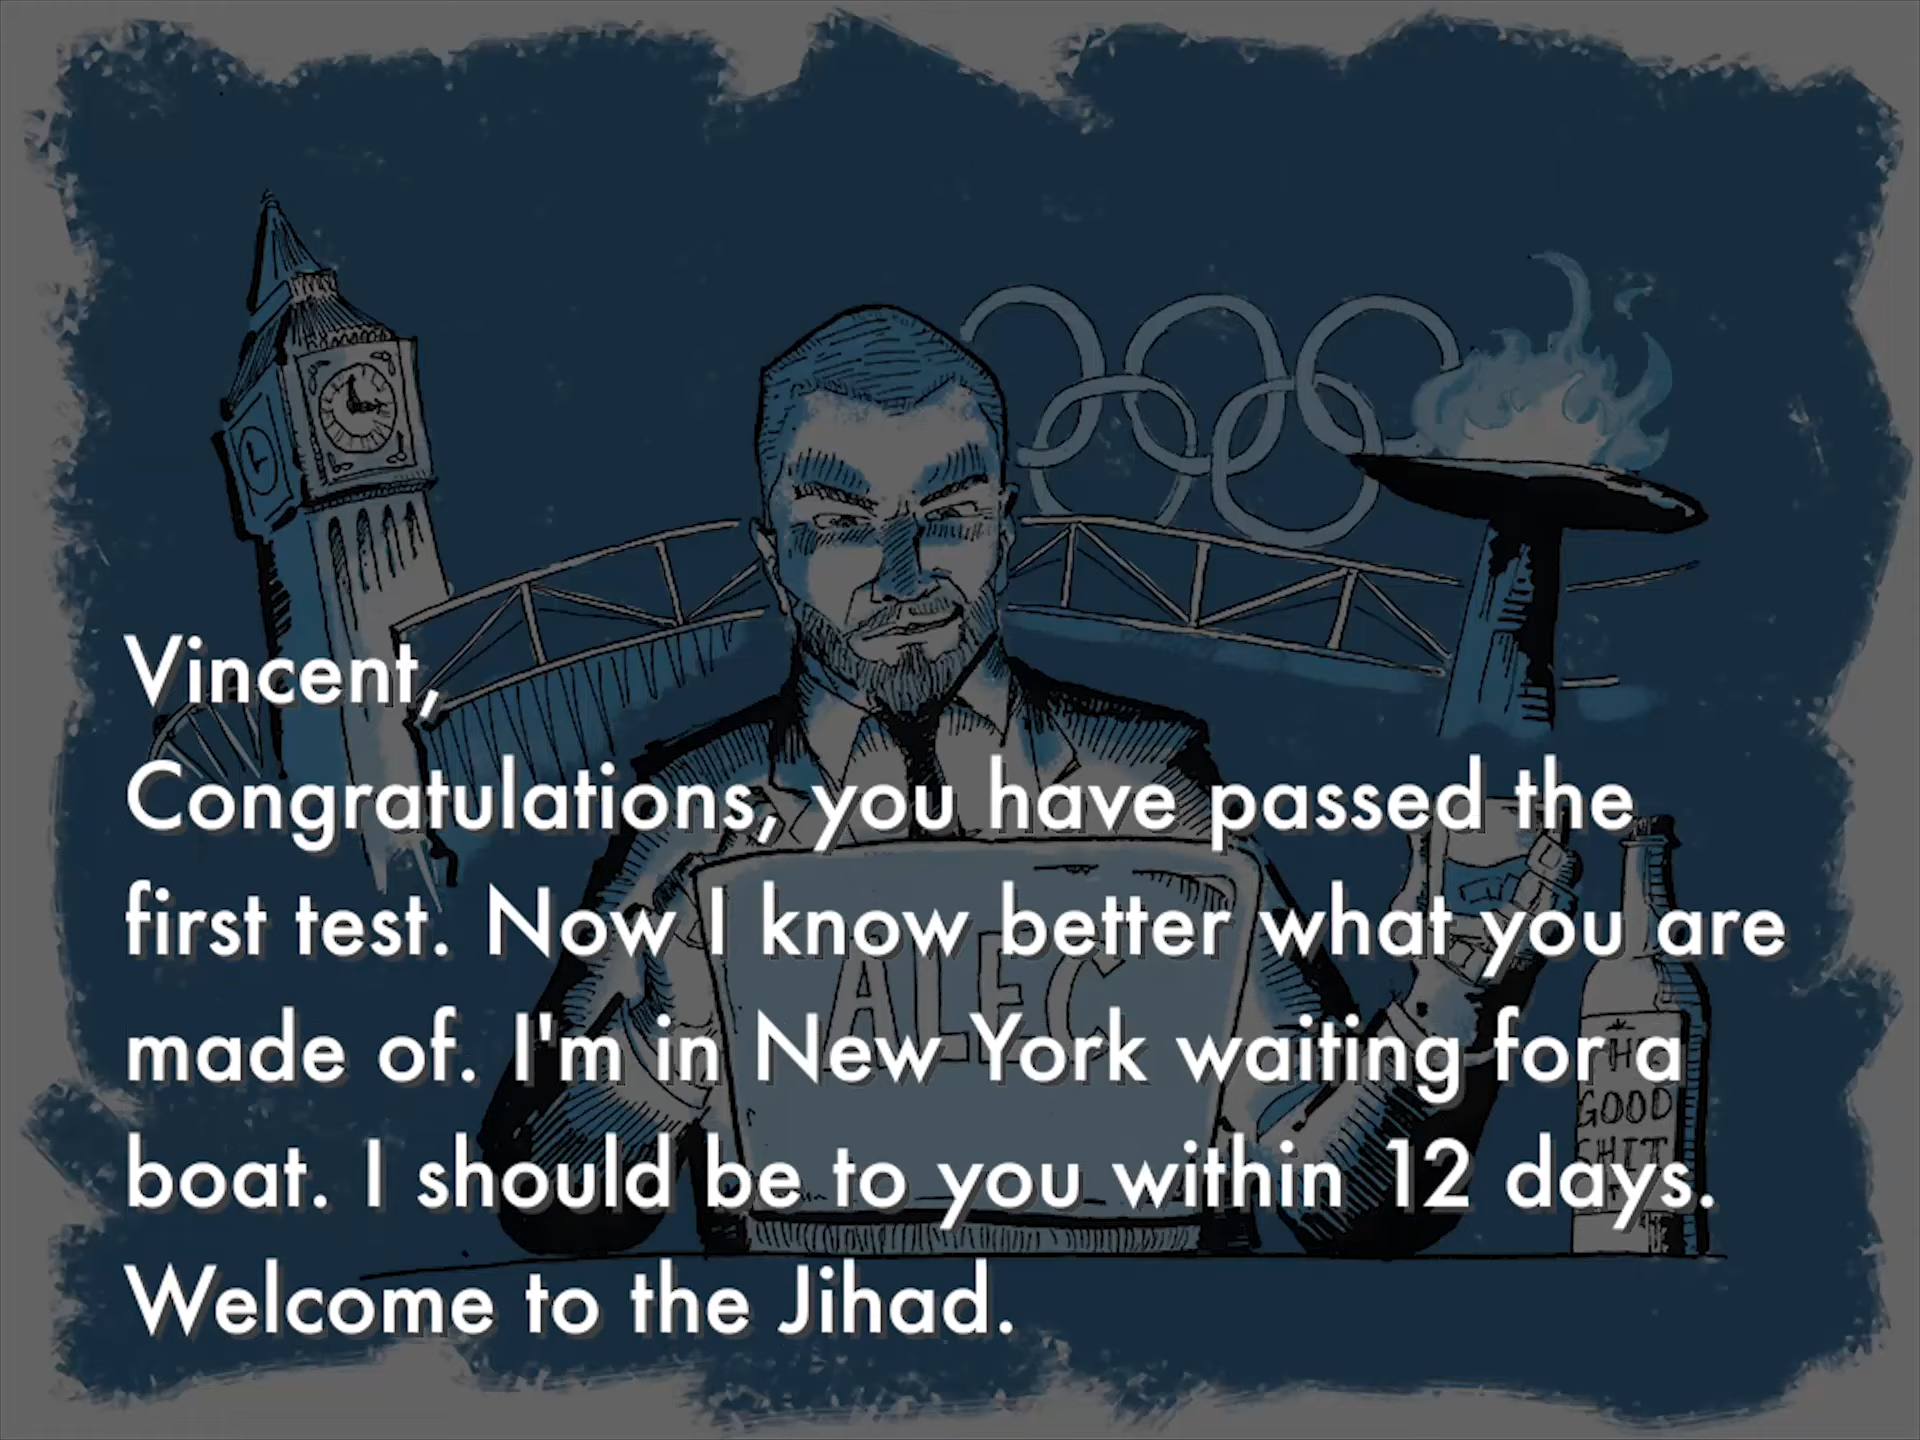 Vincent,
Congratulations, you have passed the
first test. Now I know better what you are
made of. I'm in New York waiting for a
boat. I should be to you within 12 days.
Welcome to the Jihad.
ALEC
GOOD
SHIT